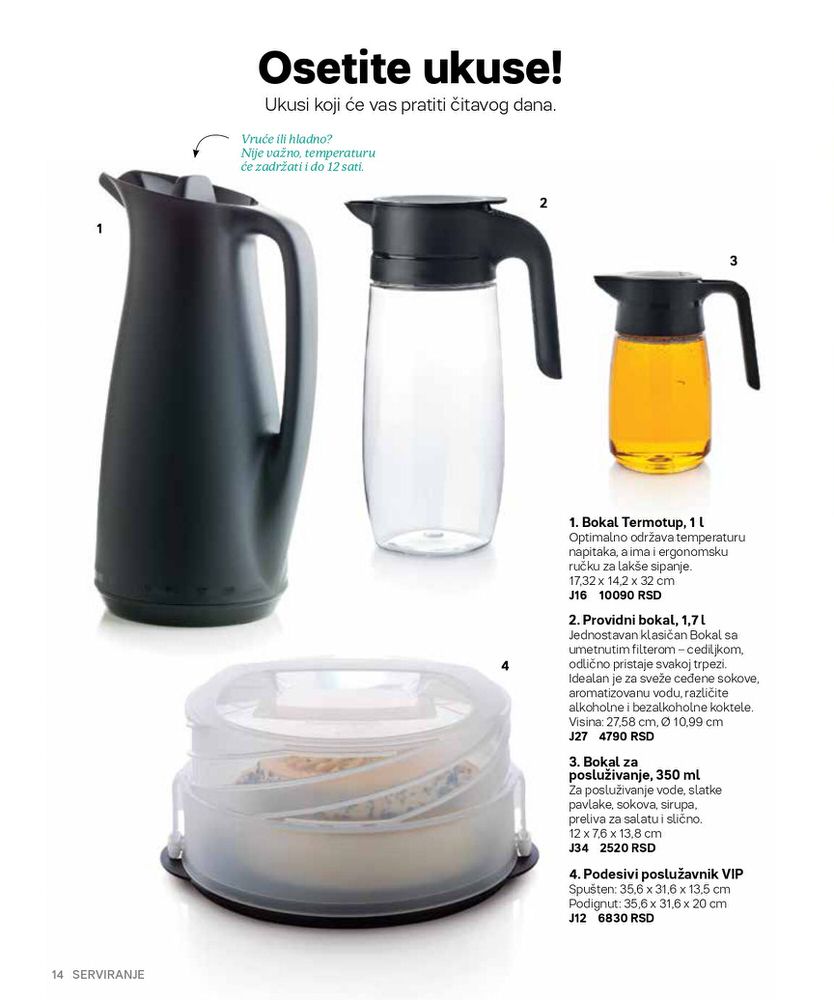 Osetite ukuse!
Ukusi koji će vas pratiti čitavog dana.
Vruće ili hladno?
Nije važno, temperaturu
će zadržati i do 12 sati.
1
2
3
4
1. Bokal Termotup, 1 l
Optimalno održava temperaturu
napitaka, a ima i ergonomsku
ručku za lakše sipanje.
17,32 x 14,2 x 32 cm
J16 10090 RSD
2. Providni bokal, 1,7 l
Jednostavan klasičan Bokal sa
umetnutim filterom – cediljkom,
odlično pristaje svakoj trpezi.
Idealan je za sveže ceđene sokove,
aromatizovanu vodu, različite
alkoholne i bezalkoholne koktele.
Visina: 27,58 cm, Ø 10,99 cm
J27 4790 RSD
3. Bokal za
posluživanje, 350 ml
Za posluživanje vode, slatke
pavlake, sokova, sirupa,
preliva za salatu i slično.
12 x 7,6 x 13,8 cm
J34 2520 RSD
4. Podesivi poslužavnik VIP
Spušten: 35,6 x 31,6 x 13,5 cm
Podignut: 35,6 x 31,6 x 20 cm
J12 6830 RSD
14 SERVIRANJE